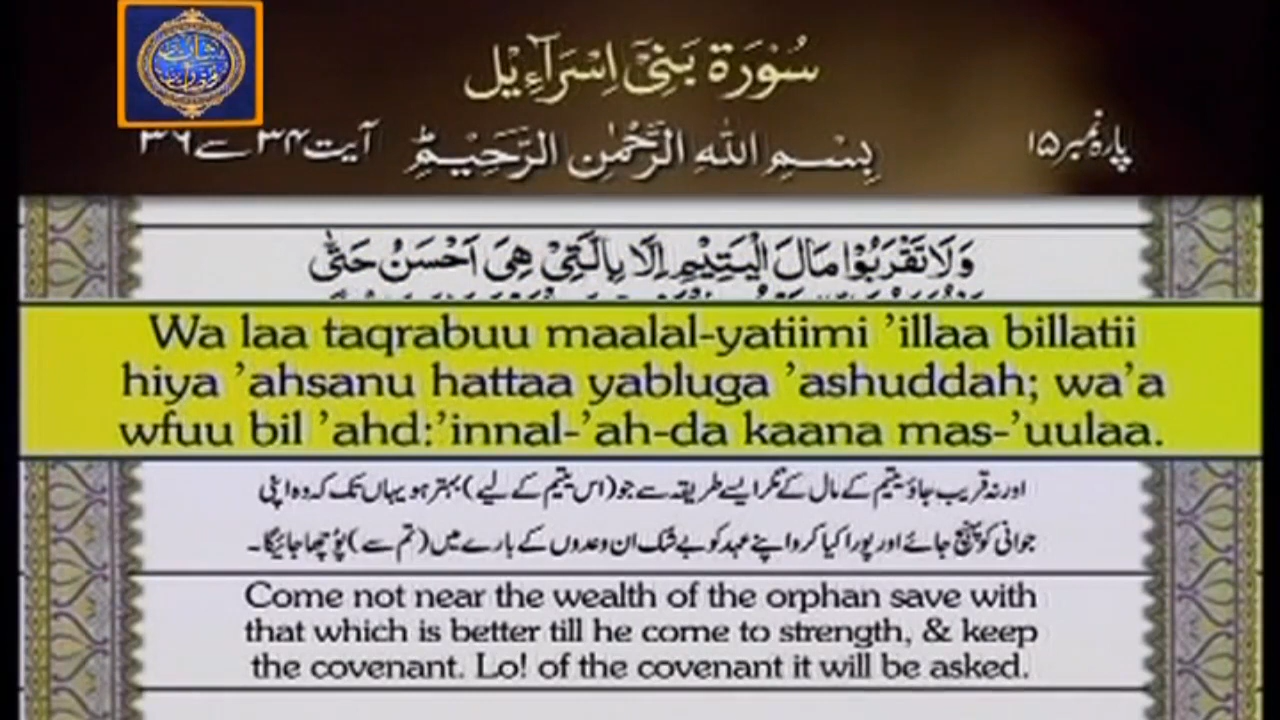 سُوْرَة بَنِیْٓ اِسْرَآءِیْل
پارہ نمبر ۱۵
بِسْمِ اللهِ الرَّحْمٰنِ الرَّحِيْمِ
آیت ۳۴ سے ۳۶
وَلَا تَقْرَبُوْا مَالَ الْيَتِيْمِ اِلَّا بِالَّتِيْ هِيَ اَحْسَنُ حَتّٰى
Wa laa taqrabuu maalal-yatiimi ’illaa billatii
hiya ’ahsanu hattaa yabluga ’ashuddah; wa’a
wfuu bil ’ahd:’innal-’ah-da kaana mas-’uulaa.
اور نہ قریب جاؤ یتیم کے مال کے مگر ایسے طریقہ سے جو (اس یتیم کے لیے) بہتر ہو یہاں تک کہ وہ اپنی
جوانی کو پہنچ جائے اور پورا کیا کرو اپنے عہد کو بے شک ان وعدوں کے بارے میں (تم سے) پوُچھا جائیگا۔
Come not near the wealth of the orphan save with
that which is better till he come to strength, & keep
the covenant. Lo! of the covenant it will be asked.